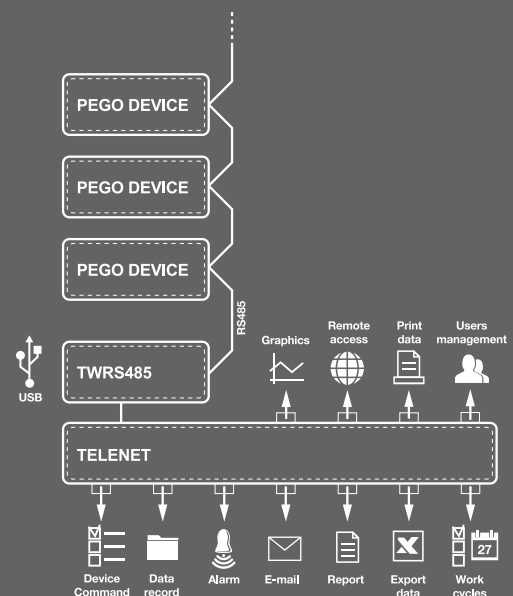 PEGO DEVICE
PEGO DEVICE
PEGO DEVICE
RS485
USB
TWRS485
Graphics
Remote
access
Print
data
Users
management
TELENET
27
Device
Command
Data
record
Alarm
E-mail
Report
X
Export
data
Work
cycles